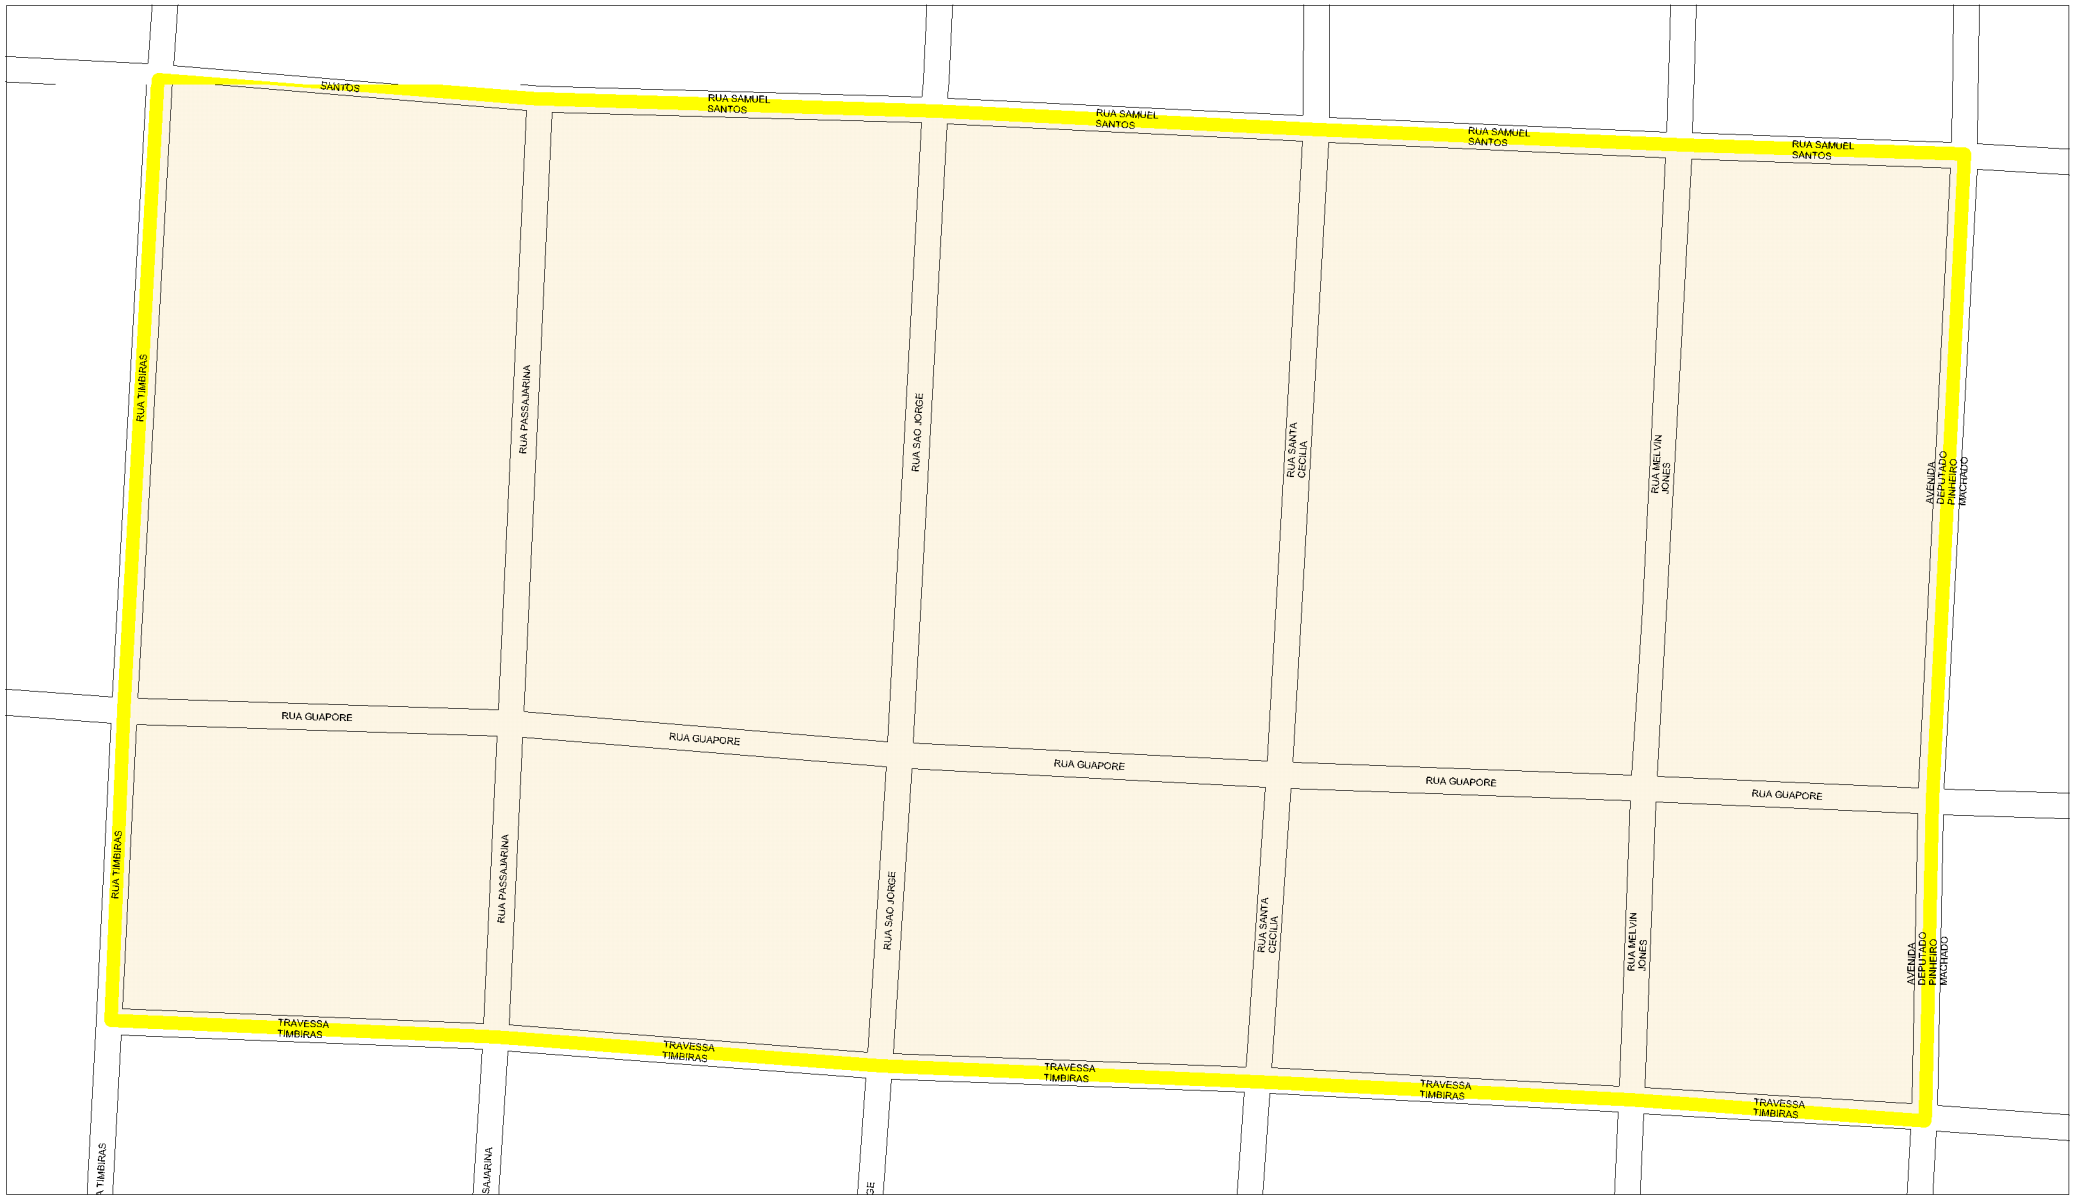 SANTOS
RUA SAMUEL
SANTOS
RUA SAMUEL
SANTOS
RUA SAMUEL
SANTOS
RUA SAMUEL
SANTOS
RUA TIMBIRAS
RUA PASSAJARINA
RUA SAO JORGE
RUA SANTA
CECILIA
RUA MELVIN
JONES
AVENIDA
DEPUTADO
PINHEIRO
MACHADO
RUA GUAPORE
RUA GUAPORE
RUA GUAPORE
RUA GUAPORE
RUA GUAPORE
RUA TIMBIRAS
RUA PASSAJARINA
RUA SAO JORGE
RUA SANTA
CECILIA
RUA MELVIN
JONES
AVENIDA
DEPUTADO
PINHEIRO
MACHADO
TRAVESSA
TIMBIRAS
TRAVESSA
TIMBIRAS
TRAVESSA
TIMBIRAS
TRAVESSA
TIMBIRAS
TRAVESSA
TIMBIRAS
A TIMBIRAS
SAJARINA
GE